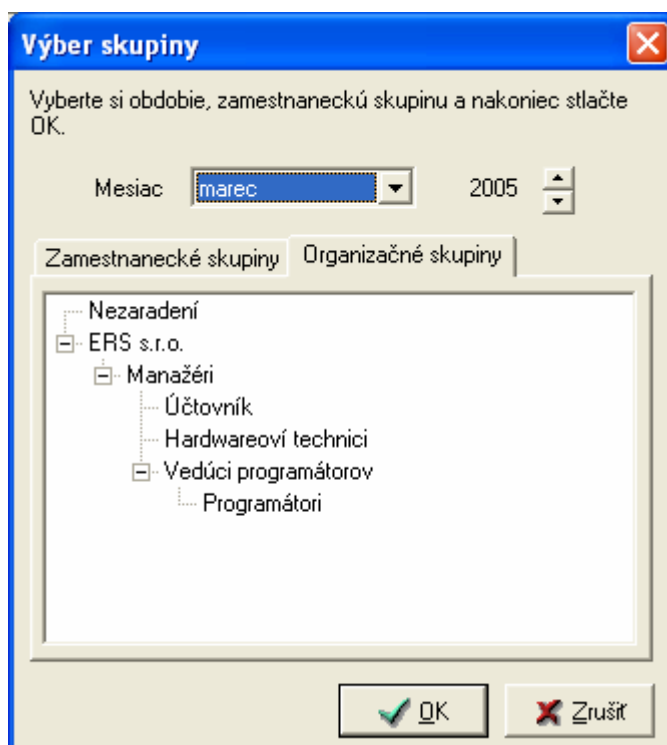 Výber skupiny
Vyberte si obdobie, zamestnaneckú skupinu a nakoniec stlačte
OK.
Mesiac marec 2005
Zamestnanecké skupiny Organizačné skupiny
Nezaradení
ERS s.r.o.
Manažéri
Účtovník
Hardwareoví technici
Vedúci programátorov
Programátori
OK Zrušiť